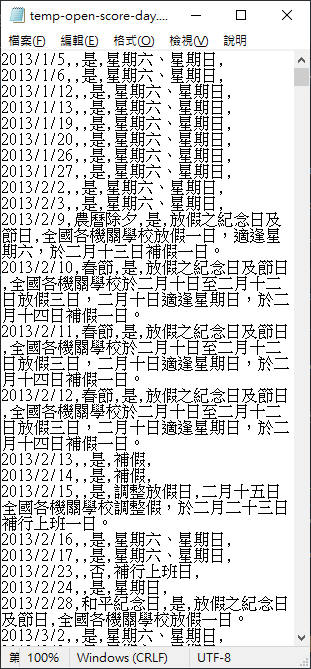 temp-open-score-day....
檔案(F) 編輯(E) 格式(O) 檢視(V) 說明
2013/1/5,,是,星期六、星期日,
2013/1/6,,是,星期六、星期日,
2013/1/12,,是,星期六、星期日,
2013/1/13,,是,星期六、星期日,
2013/1/19,,是,星期六、星期日,
2013/1/20,,是,星期六、星期日,
2013/1/26,,是,星期六、星期日,
2013/1/27,,是,星期六、星期日,
2013/2/2,,是,星期六、星期日,
2013/2/3,,是,星期六、星期日,
2013/2/9,農曆除夕,是,放假之紀念日及
節日,全國各機關學校放假一日，適逢星
期六，於二月十三日補假一日。
2013/2/10,春節,是,放假之紀念日及節日
,全國各機關學校於二月十日至二月十二
日放假三日，二月十日適逢星期日，於二
月十四日補假一日。
2013/2/11,春節,是,放假之紀念日及節日
,全國各機關學校於二月十日至二月十二
日放假三日，二月十日適逢星期日，於二
月十四日補假一日。
2013/2/12,春節,是,放假之紀念日及節日
,全國各機關學校於二月十日至二月十二
日放假三日，二月十日適逢星期日，於二
月十四日補假一日。
2013/2/13,,是,補假,
2013/2/14,,是,補假,
2013/2/15,,是,調整放假日,二月十五日
全國各機關學校調整假，於二月二十三日
補行上班一日。
2013/2/16,,是,星期六、星期日,
2013/2/17,,是,星期六、星期日,
2013/2/23,,否,補行上班日,
2013/2/24,,是,星期日,
2013/2/28,和平紀念日,是,放假之紀念日
及節日,全國各機關學校放假一日。
2013/3/2,,是,星期六、星期日,
第 100% Windows (CRLF) UTF-8